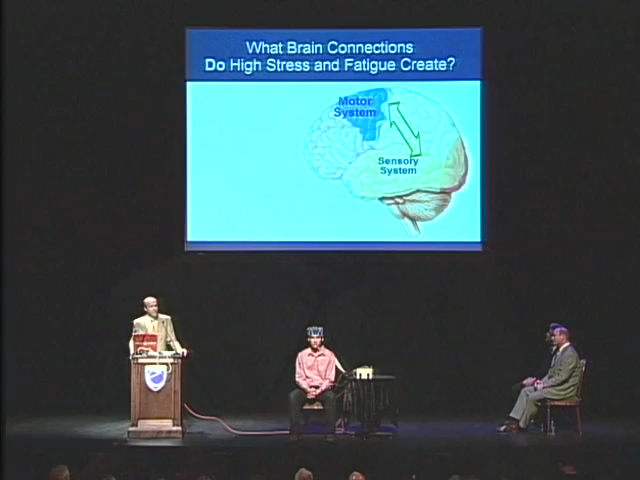 What Brain Connections
Do High Stress and Fatigue Create?
Motor
System
Sensory
System